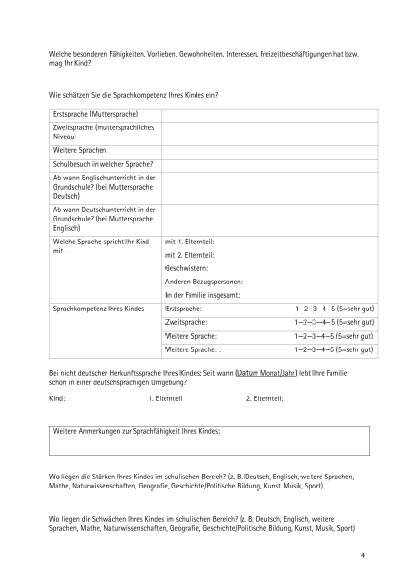 Welche besonderen Fähigkeiten. Vorlieben. Gewohnheiten. Interessen. Freizeitbeschäftigungen hat bzw.
mag Ihr Kind?
Wie schätzen Sie die Sprachkompetenz Ihres Kindes ein?
Erstsprache (Muttersprache)
Zweitsprache (muttersprachliches
Niveau)
Weitere Sprachen
Schulbesuch in welcher Sprache?
Ab wann Englischunterricht in der
Grundschule? (bei Muttersprache
Deutsch)
Ab wann Deutschunterricht in der
Grundschule? (bei Muttersprache
Englisch)
Welche Sprache spricht Ihr Kind
mit
mit 1. Elternteil:
mit 2. Elternteil:
Geschwistern:
Anderen Bezugspersonen:
In der Familie insgesamt:
Sprachkompetenz Ihres Kindes
Erstsprache: 1-2-3-4-5 (5=sehr gut)
Zweitsprache: 1-2-3-4-5 (5=sehr gut)
Weitere Sprache: 1-2-3-4-5 (5=sehr gut)
Weitere Sprache: : 1-2-3-4-5 (5=sehr gut)
Bei nicht deutscher Herkunftssprache Ihres Kindes: Seit wann (Datum Monat/Jahr) lebt Ihre Familie
schon in einer deutschsprachigen Umgebung?
Kind: 1. Elternteil 2. Elternteil:
Weitere Anmerkungen zur Sprachfähigkeit Ihres Kindes:
Wo liegen die Stärken Ihres Kindes im schulischen Bereich? (z. B. Deutsch, Englisch, weitere Sprachen,
Mathe, Naturwissenschaften, Geografie, Geschichte/Politische Bildung, Kunst, Musik, Sport)
Wo liegen die Schwächen Ihres Kindes im schulischen Bereich? (z. B. Deutsch, Englisch, weitere
Sprachen, Mathe, Naturwissenschaften, Geografie, Geschichte/Politische Bildung, Kunst, Musik, Sport)
4